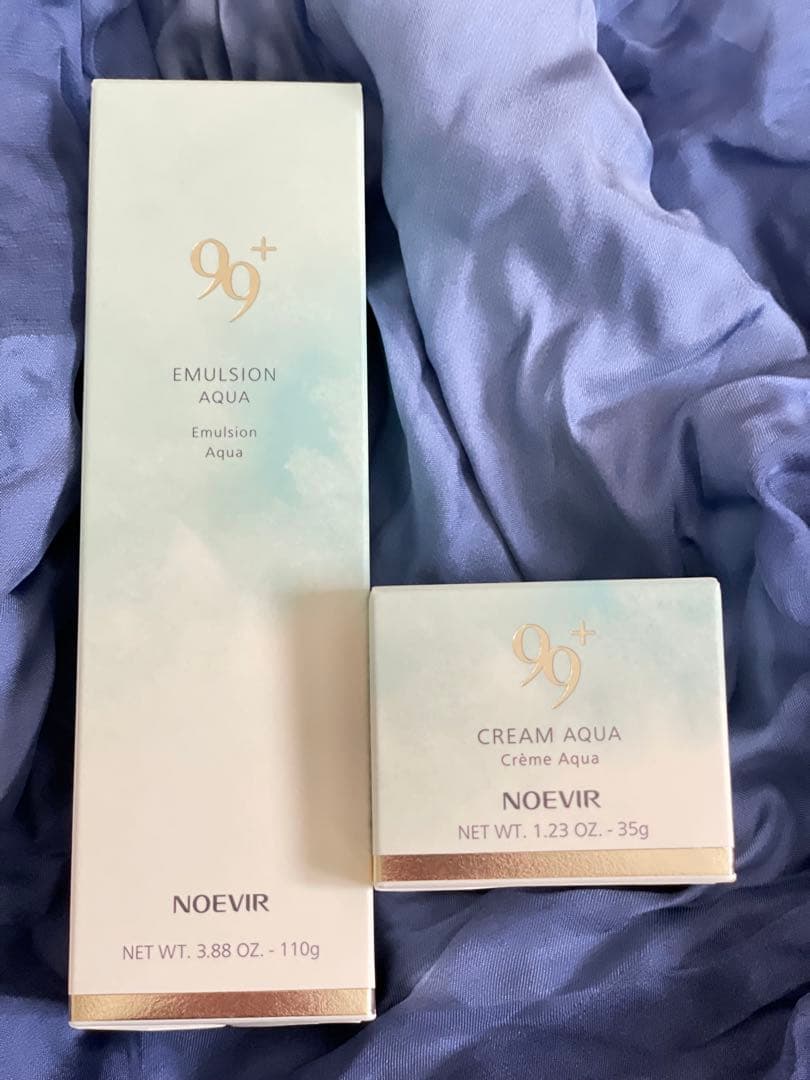 99+
EMULSION
AQUA
Emulsion
Aqua
NOEVIR
NET WT. 3.88 OZ. - 110g
99+
CREAM AQUA
Crème Aqua
NOEVIR
NET WT. 1.23 OZ. - 35g